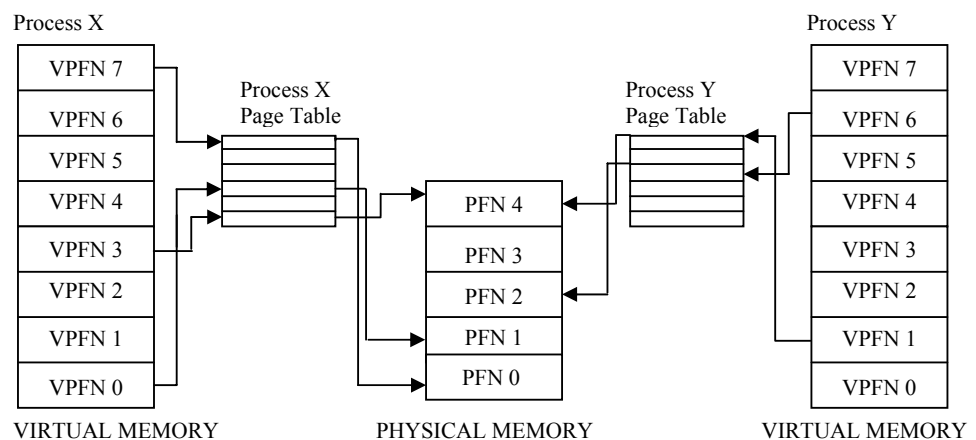 Process X
Process Y
VPFN 7
VPFN 6
VPFN 5
VPFN 4
VPFN 3
VPFN 2
VPFN 1
VPFN 0
VIRTUAL MEMORY
Process X
Page Table
PFN 4
PFN 3
PFN 2
PFN 1
PFN 0
PHYSICAL MEMORY
Process Y
Page Table
VPFN 7
VPFN 6
VPFN 5
VPFN 4
VPFN 3
VPFN 2
VPFN 1
VPFN 0
VIRTUAL MEMORY